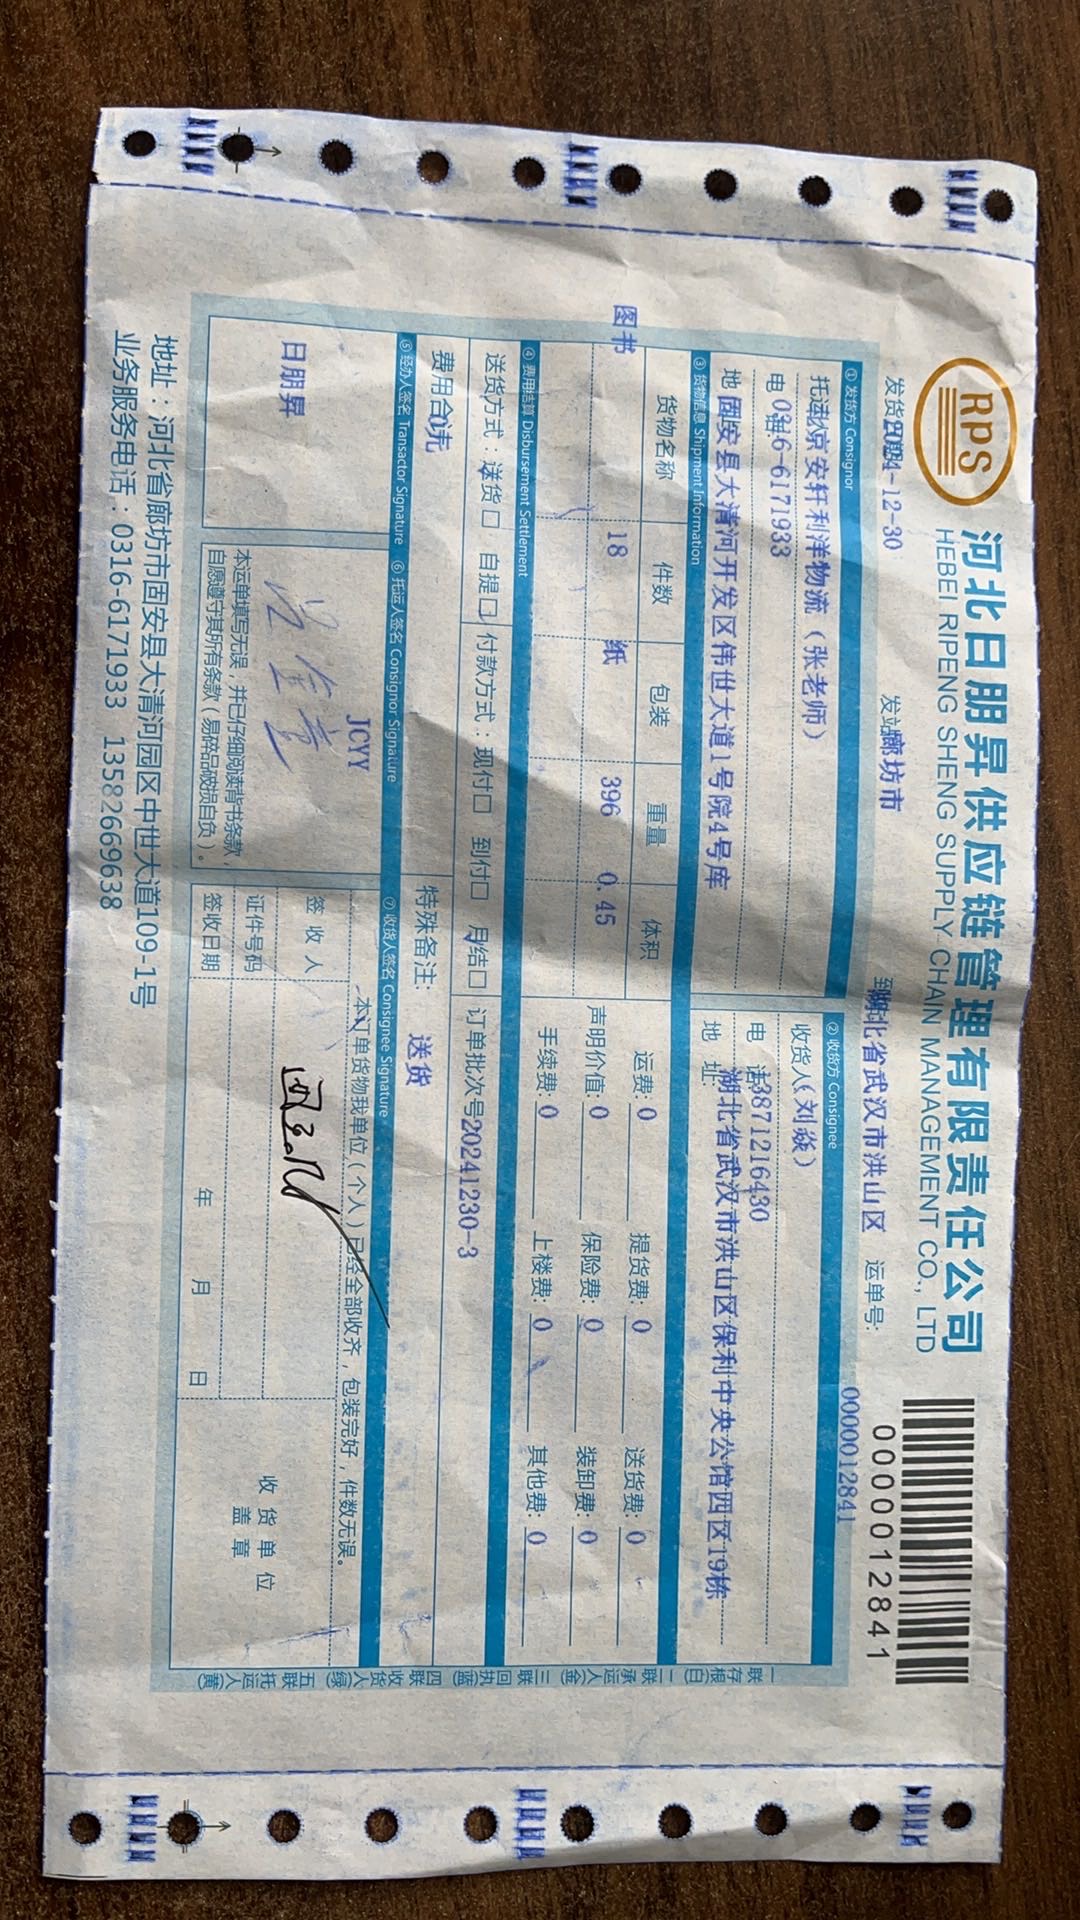 RPS
河北日朋昇供应链管理有限责任公司
HEBEI RIPENG SHENG SUPPLY CHAIN MANAGEMENT CO., LTD
0000012841
发货2024-12-30 发站廊坊市 到湖北省武汉市洪山区 运单号: 0000012841
① 发货方 Consignor
托运北京安轩利洋物流（张老师）
电0316-6171933
地固安县大清河开发区伟世大道1号院4号库
② 收货方 Consignee
收货人（刘焱）
电话3871216430
地址湖北省武汉市洪山区保利中央公馆四区19栋
③ 货物信息 Shipment Information
货物名称 件数 包装 重量 体积
图书 18 纸 396 0.45
运费: 0 提货费: 0 送货费: 0
声明价值: 0 保险费: 0 装卸费: 0
手续费: 0 上楼费: 0 其他费: 0
④ 费用结算 Disbursement Settlement
送货方式：送货□ 自提□ 付款方式：现付□ 到付□ 月结□ 订单批次号20241230-3
费用合计 特殊备注: 送货
⑤ 经办人签名 Transactor Signature
日朋昇
⑥ 托运人签名 Consignor Signature
JCYY
本运单填写无误，并已仔细阅读背书条款，
自愿遵守其所有条款（易碎品破损自负）。
⑦ 收货人签名 Consignee Signature
本订单货物我单位（个人）已经全部收齐，包装完好，件数无误。
签收人
证件号码
签收日期 年 月 日
收货单位
盖章
一联存根(白) 二联承运人(金) 三联回执(蓝) 四联收货人(绿) 五联托运人(黄)
地址：河北省廊坊市固安县大清河园区中世大道109-1号
业务服务电话：0316-6171933 13582669638